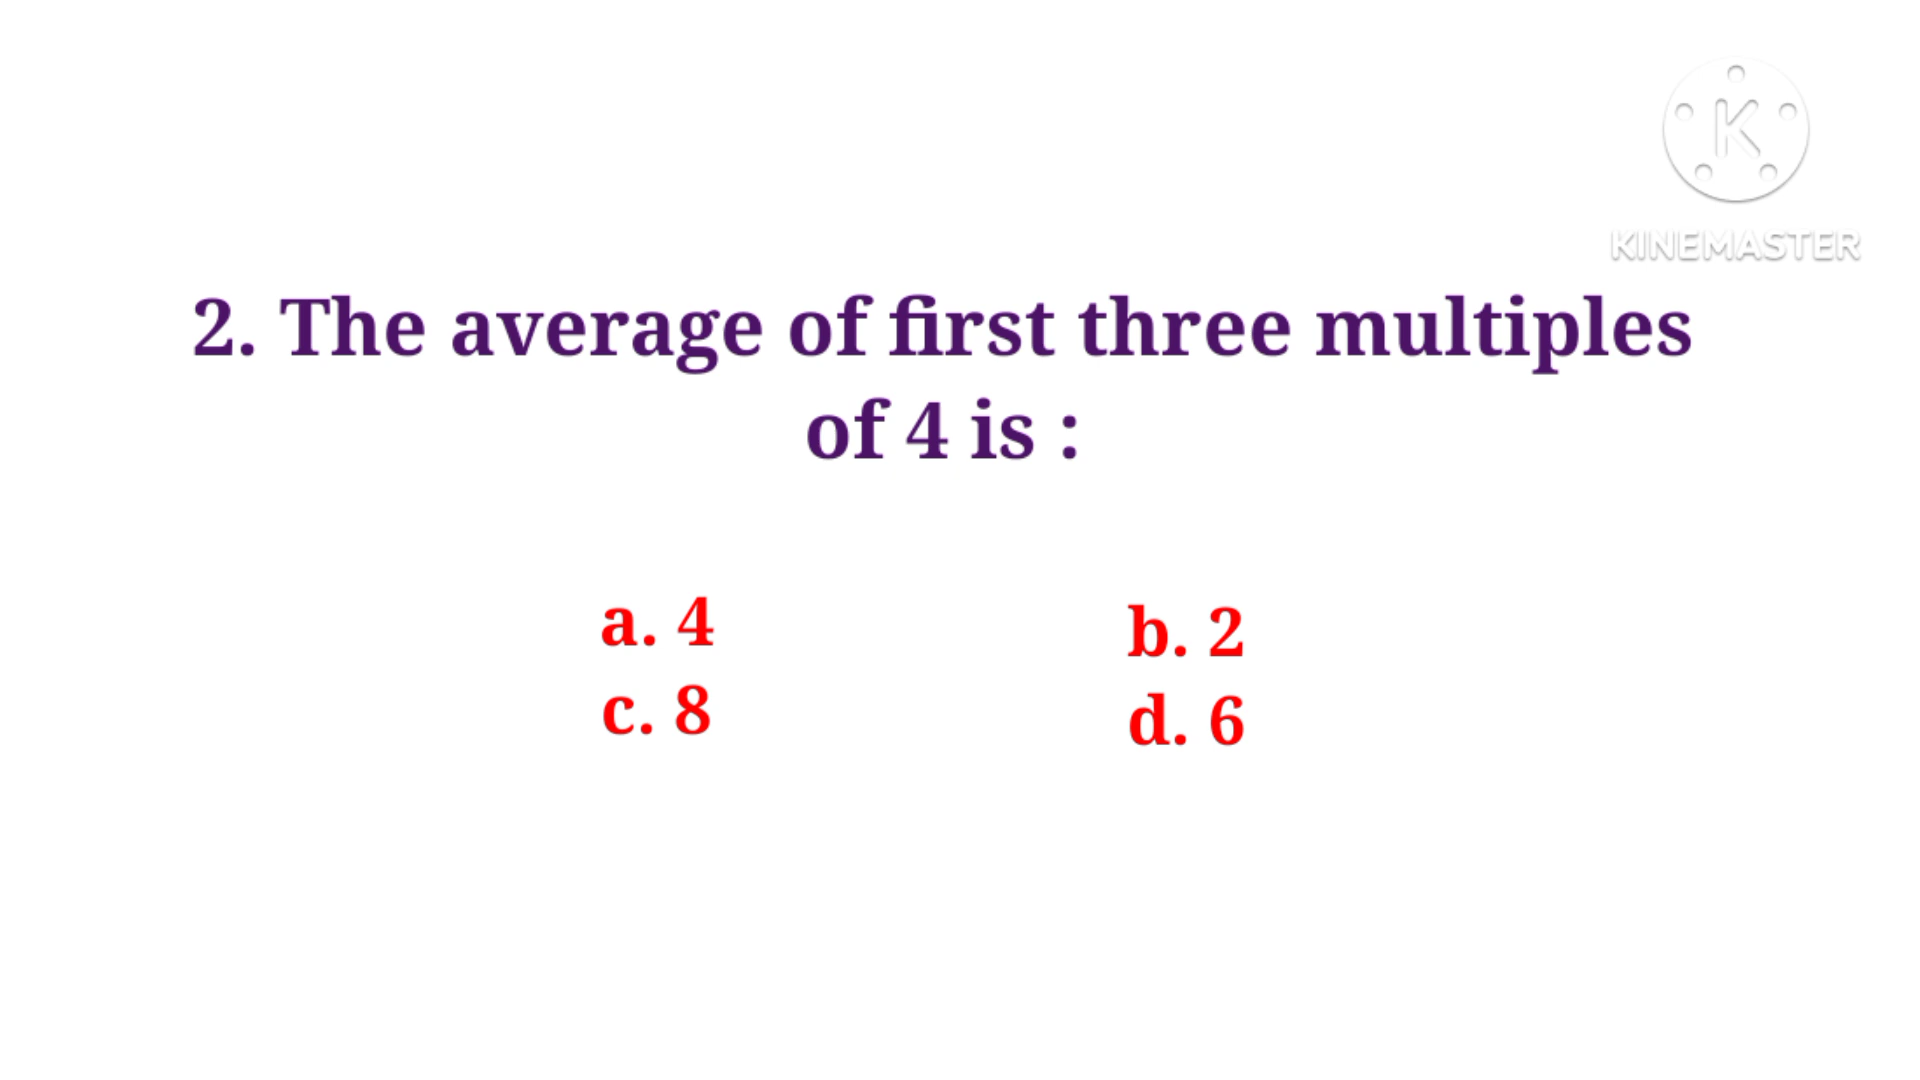 K
KINEMASTER
2. The average of first three multiples
of 4 is :
a. 4
b. 2
c. 8
d. 6